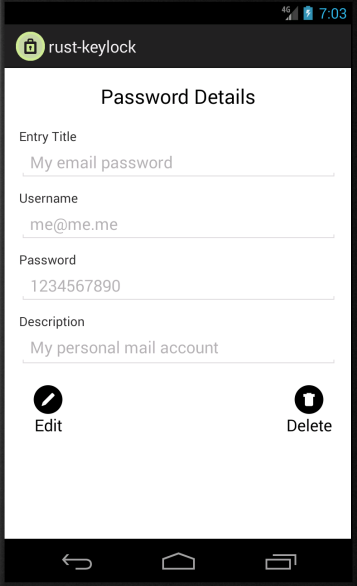 4G 7:03
rust-keylock
Password Details
Entry Title
My email password
Username
me@me.me
Password
1234567890
Description
My personal mail account
Edit Delete